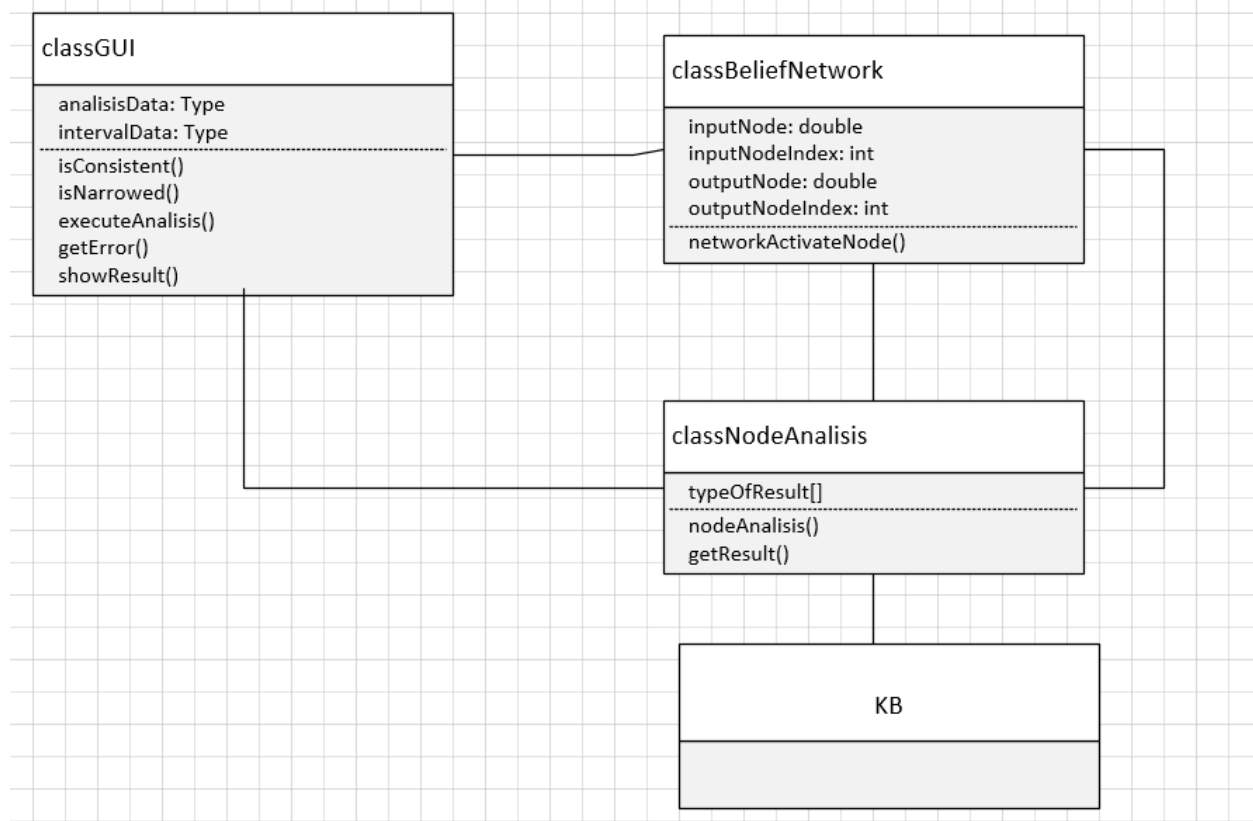 classGUI
analisisData: Type
intervalData: Type
isConsistent()
isNarrowed()
executeAnalisis()
getError()
showResult()
classBeliefNetwork
inputNode: double
inputNodeIndex: int
outputNode: double
outputNodeIndex: int
networkActivateNode()
classNodeAnalisis
typeOfResult[]
nodeAnalisis()
getResult()
KB